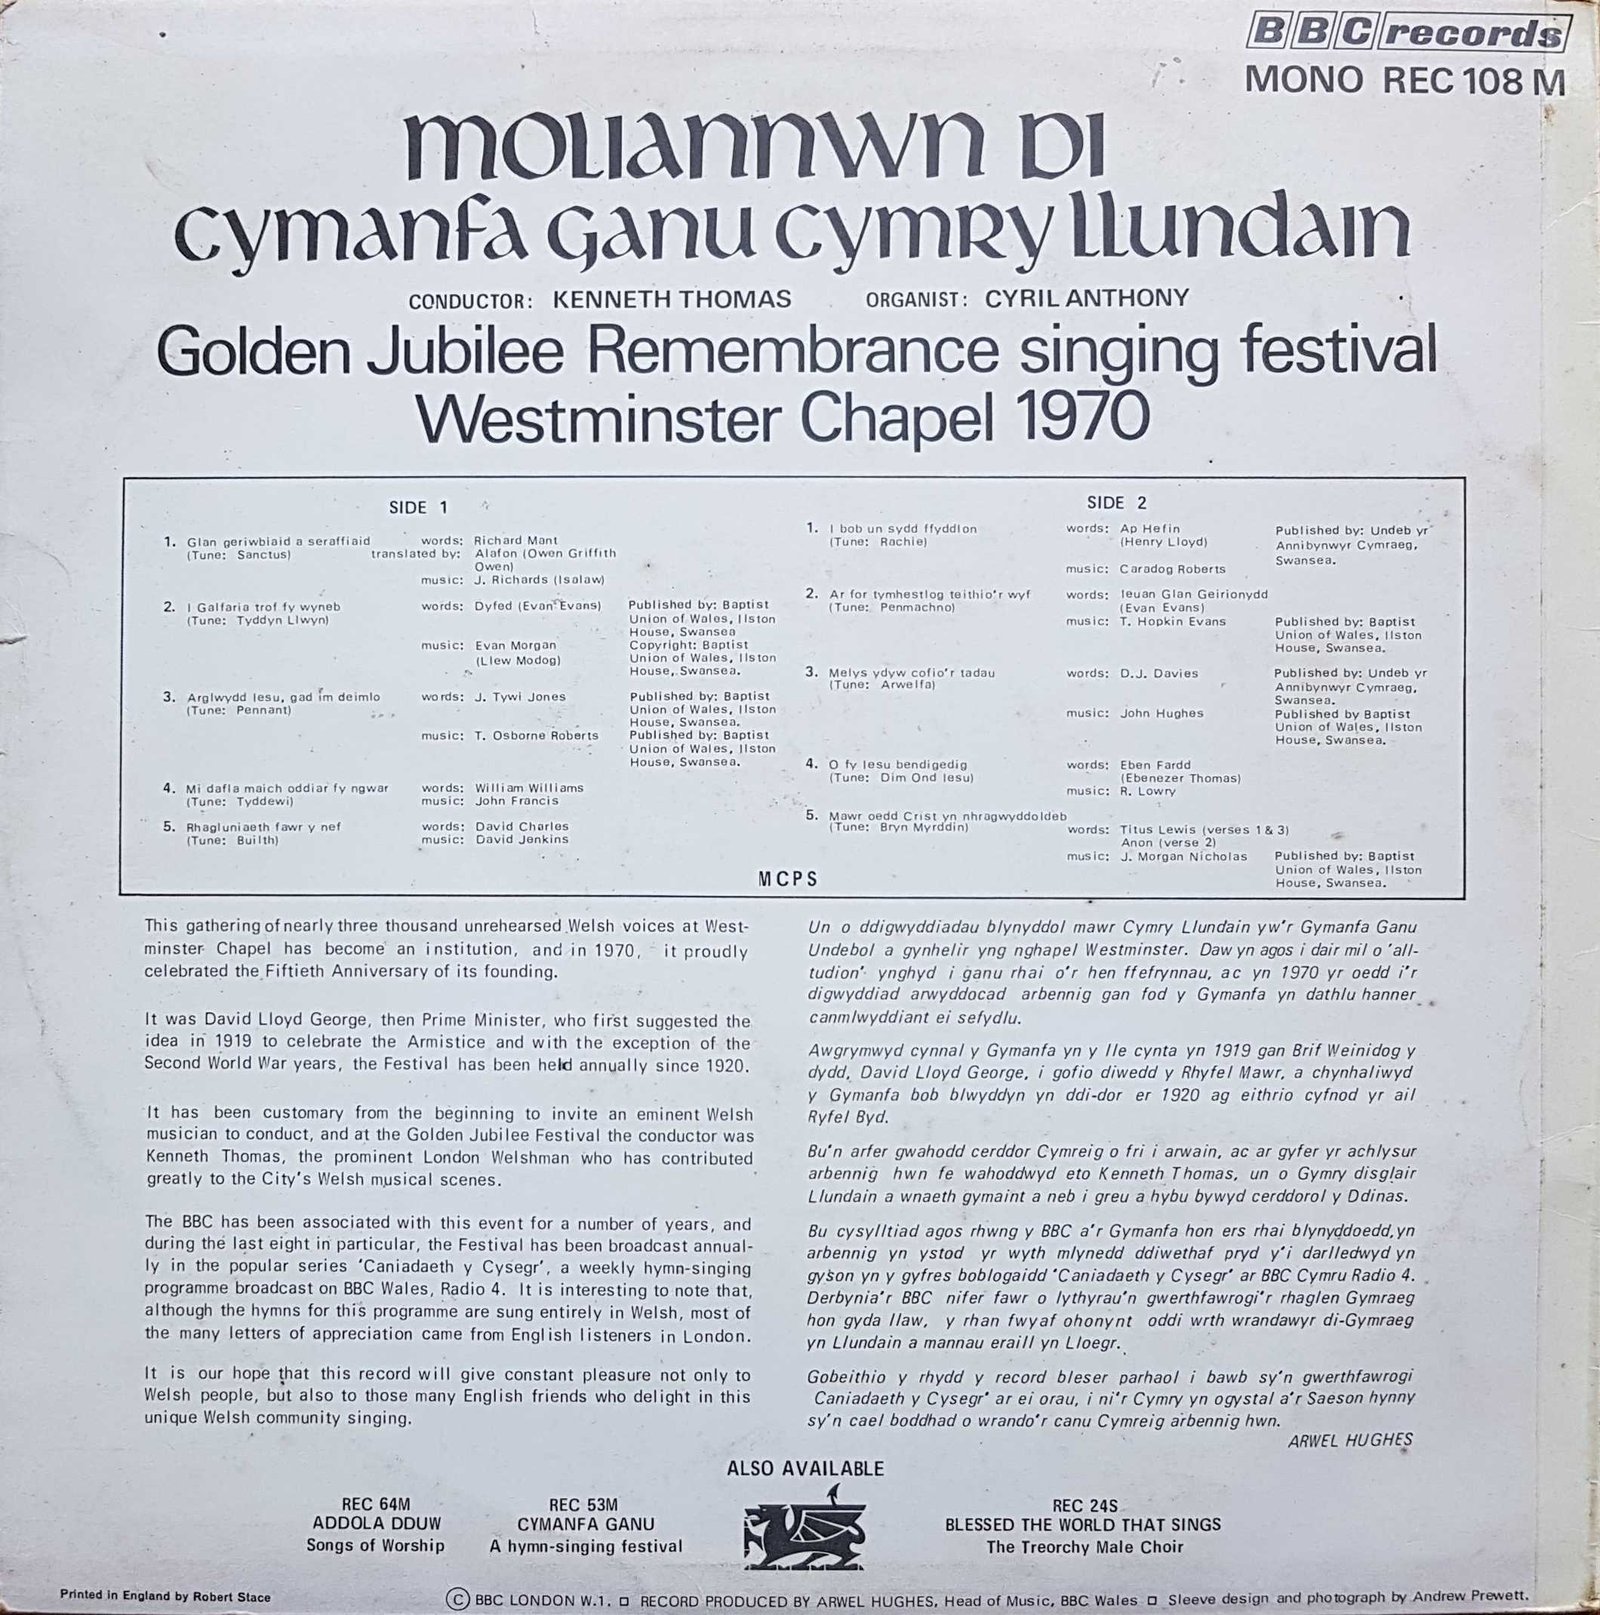 BBC records
MONO REC 108 M
MOLIANNWN DI
CYMANFA GANU CYMRY LLUNDAIN
CONDUCTOR: KENNETH THOMAS ORGANIST: CYRIL ANTHONY
Golden Jubilee Remembrance singing festival
Westminster Chapel 1970
SIDE 1
1. Glan geriwbiaid a seraffiaid words: Richard Mant
(Tune: Sanctus) translated by: Alafon (Owen Griffith
Owen)
music: J. Richards (Isalaw)
2. I Galfaria trof fy wyneb words: Dyfed (Evan Evans) Published by: Baptist
(Tune: Tyddyn Llwyn) Union of Wales, Ilston
House, Swansea
music: Evan Morgan Copyright: Baptist
(Llew Modog) Union of Wales, Ilston
House, Swansea.
3. Arglwydd Iesu, gad im deimlo words: J. Tywi Jones Published by: Baptist
(Tune: Pennant) Union of Wales, Ilston
House, Swansea.
music: T. Osborne Roberts Published by: Baptist
Union of Wales, Ilston
House, Swansea.
4. Mi dafla maich oddiar fy ngwar words: William Williams
(Tune: Tyddewi) music: John Francis
5. Rhagluniaeth fawr y nef words: David Charles
(Tune: Builth) music: David Jenkins
SIDE 2
1. I bob un sydd ffyddlon words: Ap Hefin Published by: Undeb yr
(Tune: Rachie) (Henry Lloyd) Annibynwyr Cymraeg,
Swansea.
music: Caradog Roberts
2. Ar for tymhestlog teithio'r wyf words: Ieuan Glan Geirionydd
(Tune: Penmachno) (Evan Evans)
music: T. Hopkin Evans Published by: Baptist
Union of Wales, Ilston
House, Swansea.
3. Melys ydyw cofio'r tadau words: D.J. Davies Published by: Undeb yr
(Tune: Arwelfa) Annibynwyr Cymraeg,
Swansea.
music: John Hughes Published by Baptist
Union of Wales, Ilston
House, Swansea.
4. O fy Iesu bendigedig words: Eben Fardd
(Tune: Dim Ond Iesu) (Ebenezer Thomas)
music: R. Lowry
5. Mawr oedd Crist yn nhragwyddoldeb
(Tune: Bryn Myrddin) words: Titus Lewis (verses 1 & 3)
Anon (verse 2)
music: J. Morgan Nicholas Published by: Baptist
Union of Wales, Ilston
House, Swansea.
MCPS
This gathering of nearly three thousand unrehearsed Welsh voices at West-
minster Chapel has become an institution, and in 1970, it proudly
celebrated the Fiftieth Anniversary of its founding.
It was David Lloyd George, then Prime Minister, who first suggested the
idea in 1919 to celebrate the Armistice and with the exception of the
Second World War years, the Festival has been held annually since 1920.
It has been customary from the beginning to invite an eminent Welsh
musician to conduct, and at the Golden Jubilee Festival the conductor was
Kenneth Thomas, the prominent London Welshman who has contributed
greatly to the City's Welsh musical scenes.
The BBC has been associated with this event for a number of years, and
during the last eight in particular, the Festival has been broadcast annual-
ly in the popular series 'Caniadaeth y Cysegr', a weekly hymn-singing
programme broadcast on BBC Wales, Radio 4. It is interesting to note that,
although the hymns for this programme are sung entirely in Welsh, most of
the many letters of appreciation came from English listeners in London.
It is our hope that this record will give constant pleasure not only to
Welsh people, but also to those many English friends who delight in this
unique Welsh community singing.
Un o ddigwyddiadau blynyddol mawr Cymry Llundain yw'r Gymanfa Ganu
Undebol a gynhelir yng nghapel Westminster. Daw yn agos i dair mil o 'all-
tudion' ynghyd i ganu rhai o'r hen ffefrynnau, ac yn 1970 yr oedd i'r
digwyddiad arwyddocad arbennig gan fod y Gymanfa yn dathlu hanner
canmlwyddiant ei sefydlu.
Awgrymwyd cynnal y Gymanfa yn y lle cynta yn 1919 gan Brif Weinidog y
dydd, David Lloyd George, i gofio diwedd y Rhyfel Mawr, a chynhaliwyd
y Gymanfa bob blwyddyn yn ddi-dor er 1920 ag eithrio cyfnod yr ail
Ryfel Byd.
Bu'n arfer gwahodd cerddor Cymreig o fri i arwain, ac ar gyfer yr achlysur
arbennig hwn fe wahoddwyd eto Kenneth Thomas, un o Gymry disglair
Llundain a wnaeth gymaint a neb i greu a hybu bywyd cerddorol y Ddinas.
Bu cysylltiad agos rhwng y BBC a'r Gymanfa hon ers rhai blynyddoedd, yn
arbennig yn ystod yr wyth mlynedd ddiwethaf pryd y'i darlledwyd yn
gyson yn y gyfres boblogaidd 'Caniadaeth y Cysegr' ar BBC Cymru Radio 4.
Derbynia'r BBC nifer fawr o lythyrau'n gwerthfawrogi'r rhaglen Gymraeg
hon gyda llaw, y rhan fwyaf ohonynt oddi wrth wrandawyr di-Gymraeg
yn Llundain a mannau eraill yn Lloegr.
Gobeithio y rhydd y record bleser parhaol i bawb sy'n gwerthfawrogi
Caniadaeth y Cysegr' ar ei orau, i ni'r Cymry yn ogystal a'r Saeson hynny
sy'n cael boddhad o wrando'r canu Cymreig arbennig hwn.
ARWEL HUGHES
ALSO AVAILABLE
REC 64M
ADDOLA DDUW
Songs of Worship
REC 53M
CYMANFA GANU
A hymn-singing festival
REC 24S
BLESSED THE WORLD THAT SINGS
The Treorchy Male Choir
Printed in England by Robert Stace
© BBC LONDON W.1. □ RECORD PRODUCED BY ARWEL HUGHES, Head of Music, BBC Wales □ Sleeve design and photograph by Andrew Prewett.